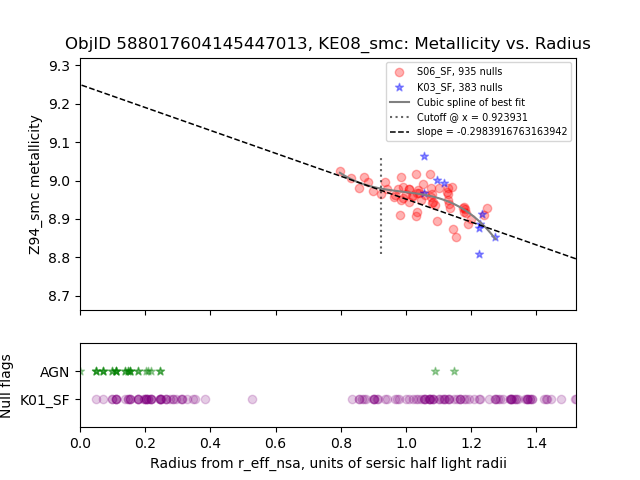 ObjID 588017604145447013, KE08_smc: Metallicity vs. Radius
S06_SF, 935 nulls
K03_SF, 383 nulls
Cubic spline of best fit
Cutoff @ x = 0.923931
slope = -0.2983916763163942
Z94_smc metallicity
9.3
9.2
9.1
9.0
8.9
8.8
8.7
Null flags
AGN
K01_SF
0.0 0.2 0.4 0.6 0.8 1.0 1.2 1.4
Radius from r_eff_nsa, units of sersic half light radii